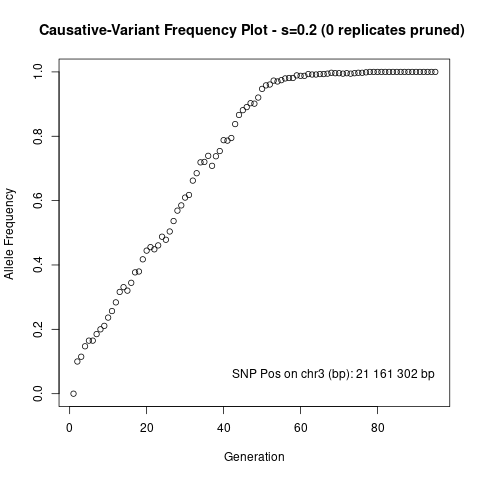 Causative-Variant Frequency Plot - s=0.2 (0 replicates pruned)
1.0
0.8
0.6
0.4
0.2
0.0
Allele Frequency
SNP Pos on chr3 (bp): 21 161 302 bp
0 20 40 60 80
Generation